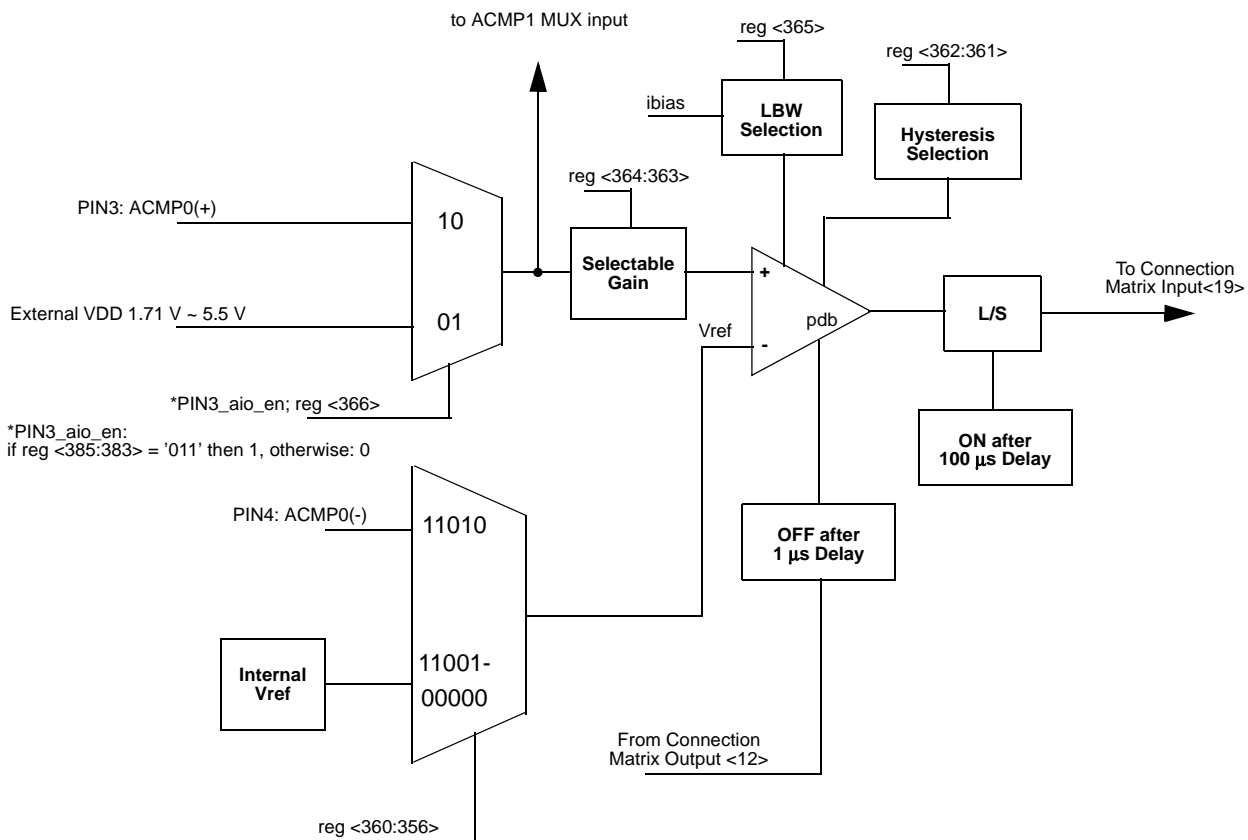 to ACMP1 MUX input
reg <365>
reg <362:361>
ibias
LBW
Selection
Hysteresis
Selection
reg <364:363>
PIN3: ACMP0(+)
10
Selectable
Gain
+
To Connection
Matrix Input<19>
External VDD 1.71 V ~ 5.5 V
01
Vref
pdb
-
L/S
*PIN3_aio_en; reg <366>
*PIN3_aio_en:
if reg <385:383> = '011' then 1, otherwise: 0
ON after
100 µs Delay
PIN4: ACMP0(-)
11010
OFF after
1 µs Delay
Internal
Vref
11001-
00000
From Connection
Matrix Output <12>
reg <360:356>